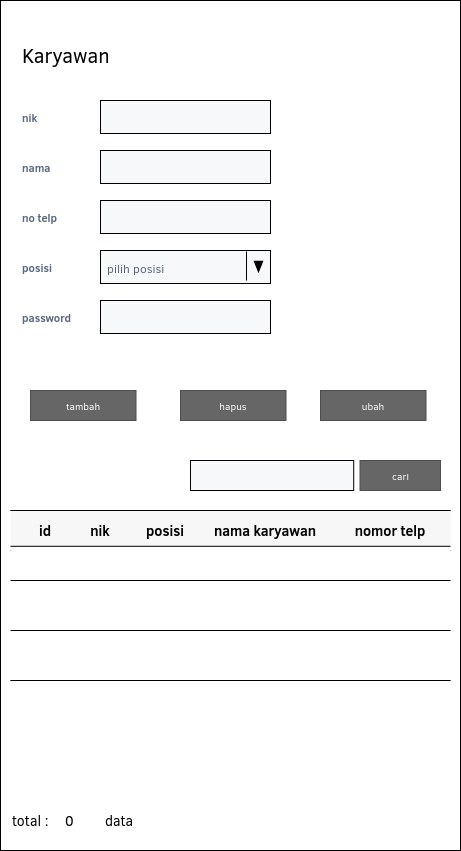 Karyawan
nik
nama
no telp
posisi pilih posisi ▼
password
tambah hapus ubah
cari
id nik posisi nama karyawan nomor telp
total : 0 data